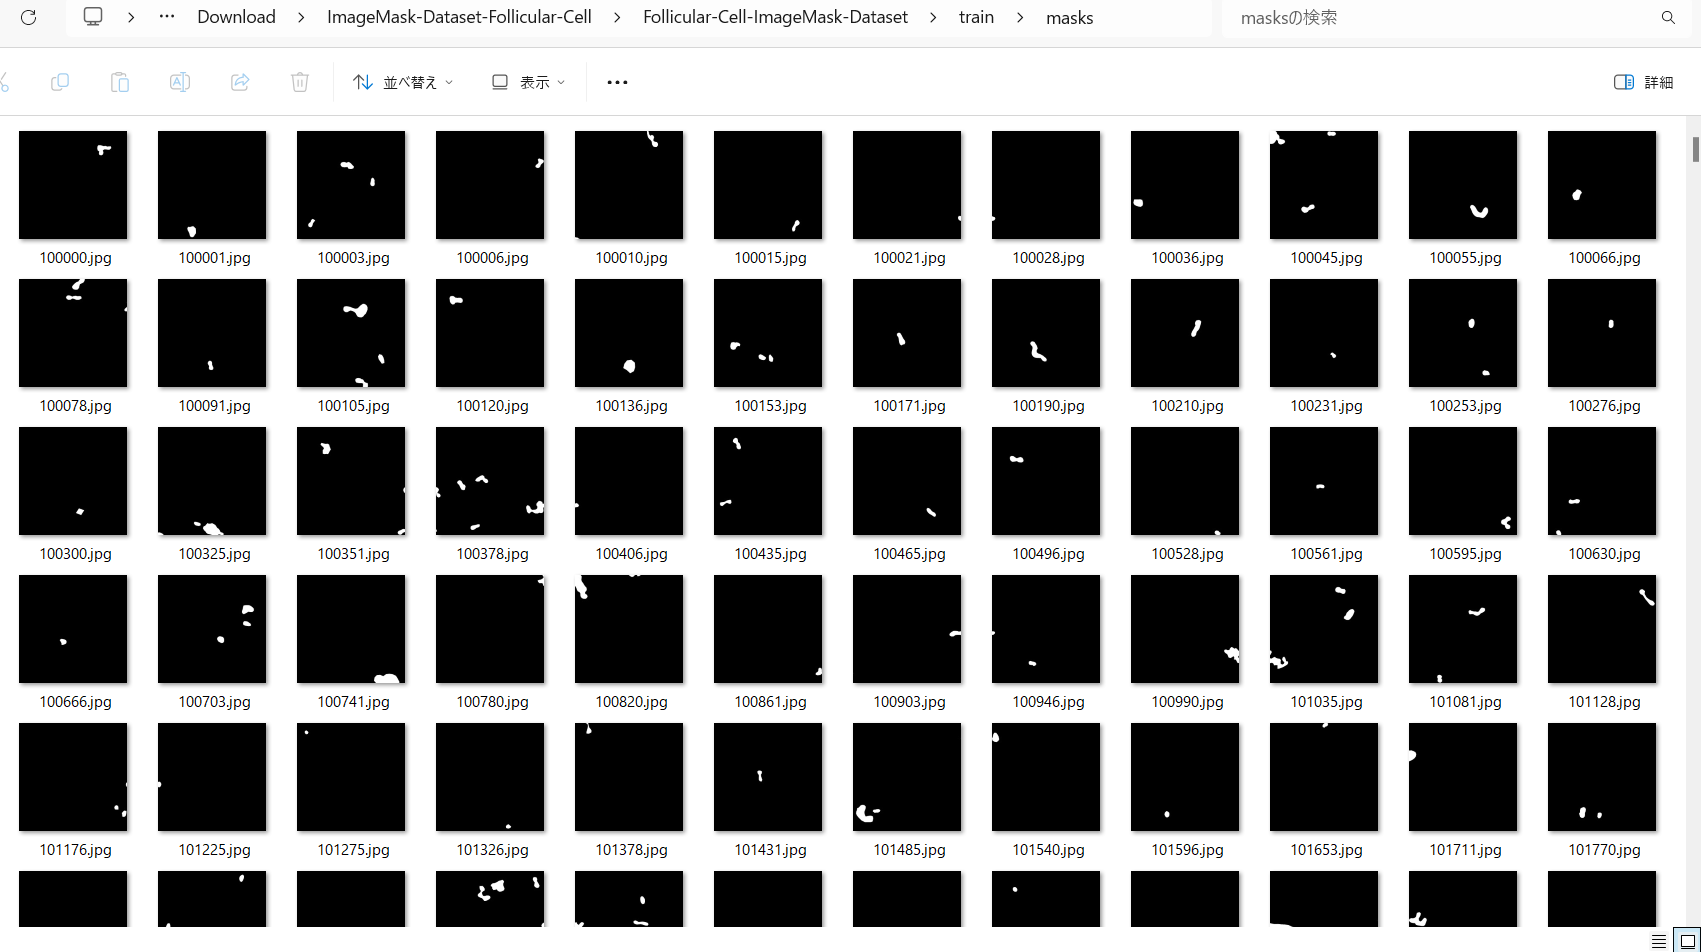 Download > ImageMask-Dataset-Follicular-Cell > Follicular-Cell-ImageMask-Dataset > train > masks
masksの検索
並べ替え
表示
詳細
100000.jpg 100001.jpg 100003.jpg 100006.jpg 100010.jpg 100015.jpg 100021.jpg 100028.jpg 100036.jpg 100045.jpg 100055.jpg 100066.jpg
100078.jpg 100091.jpg 100105.jpg 100120.jpg 100136.jpg 100153.jpg 100171.jpg 100190.jpg 100210.jpg 100231.jpg 100253.jpg 100276.jpg
100300.jpg 100325.jpg 100351.jpg 100378.jpg 100406.jpg 100435.jpg 100465.jpg 100496.jpg 100528.jpg 100561.jpg 100595.jpg 100630.jpg
100666.jpg 100703.jpg 100741.jpg 100780.jpg 100820.jpg 100861.jpg 100903.jpg 100946.jpg 100990.jpg 101035.jpg 101081.jpg 101128.jpg
101176.jpg 101225.jpg 101275.jpg 101326.jpg 101378.jpg 101431.jpg 101485.jpg 101540.jpg 101596.jpg 101653.jpg 101711.jpg 101770.jpg